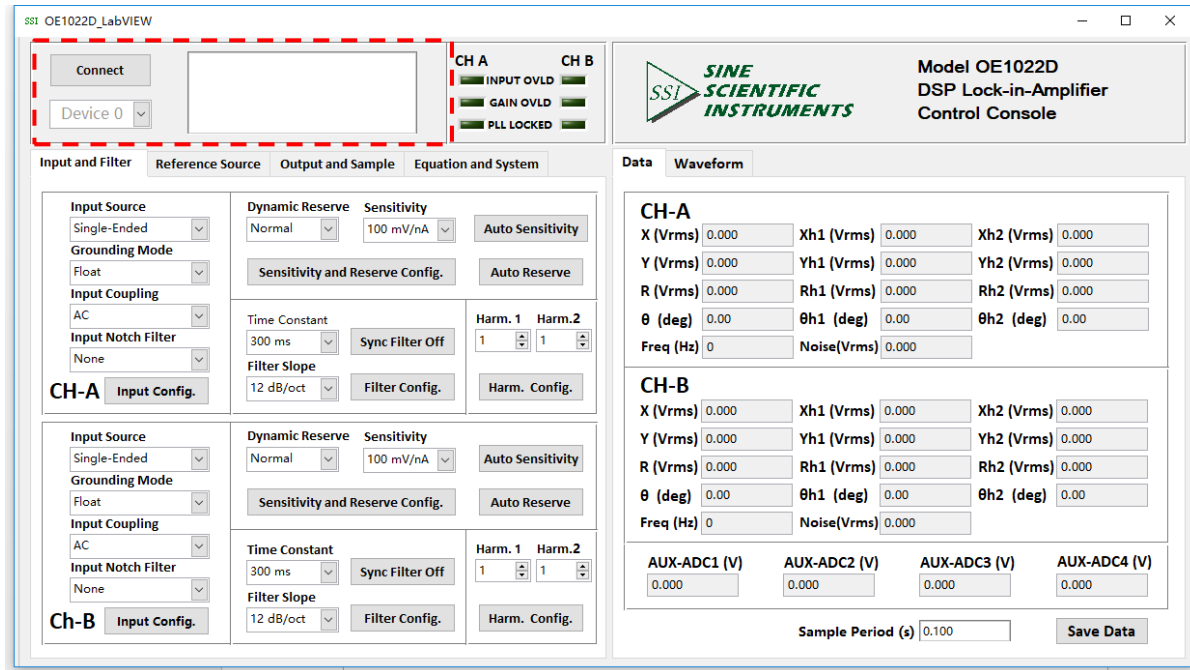 SSI OE1022D_LabVIEW
Connect
Device 0
CH A CH B
INPUT OVLD
GAIN OVLD
PLL LOCKED
SSI
SINE
SCIENTIFIC
INSTRUMENTS
Model OE1022D
DSP Lock-in-Amplifier
Control Console
Input and Filter Reference Source Output and Sample Equation and System
Input Source
Single-Ended
Grounding Mode
Float
Input Coupling
AC
Input Notch Filter
None
CH-A Input Config.
Dynamic Reserve Sensitivity
Normal 100 mV/nA Auto Sensitivity
Sensitivity and Reserve Config. Auto Reserve
Time Constant
300 ms Sync Filter Off
Filter Slope
12 dB/oct Filter Config.
Harm. 1 Harm.2
1 1
Harm. Config.
Input Source
Single-Ended
Grounding Mode
Float
Input Coupling
AC
Input Notch Filter
None
Ch-B Input Config.
Dynamic Reserve Sensitivity
Normal 100 mV/nA Auto Sensitivity
Sensitivity and Reserve Config. Auto Reserve
Time Constant
300 ms Sync Filter Off
Filter Slope
12 dB/oct Filter Config.
Harm. 1 Harm.2
1 1
Harm. Config.
Data Waveform
CH-A
X (Vrms) 0.000 Xh1 (Vrms) 0.000 Xh2 (Vrms) 0.000
Y (Vrms) 0.000 Yh1 (Vrms) 0.000 Yh2 (Vrms) 0.000
R (Vrms) 0.000 Rh1 (Vrms) 0.000 Rh2 (Vrms) 0.000
θ (deg) 0.00 θh1 (deg) 0.00 θh2 (deg) 0.00
Freq (Hz) 0 Noise(Vrms) 0.000
CH-B
X (Vrms) 0.000 Xh1 (Vrms) 0.000 Xh2 (Vrms) 0.000
Y (Vrms) 0.000 Yh1 (Vrms) 0.000 Yh2 (Vrms) 0.000
R (Vrms) 0.000 Rh1 (Vrms) 0.000 Rh2 (Vrms) 0.000
θ (deg) 0.00 θh1 (deg) 0.00 θh2 (deg) 0.00
Freq (Hz) 0 Noise(Vrms) 0.000
AUX-ADC1 (V) AUX-ADC2 (V) AUX-ADC3 (V) AUX-ADC4 (V)
0.000 0.000 0.000 0.000
Sample Period (s) 0.100 Save Data